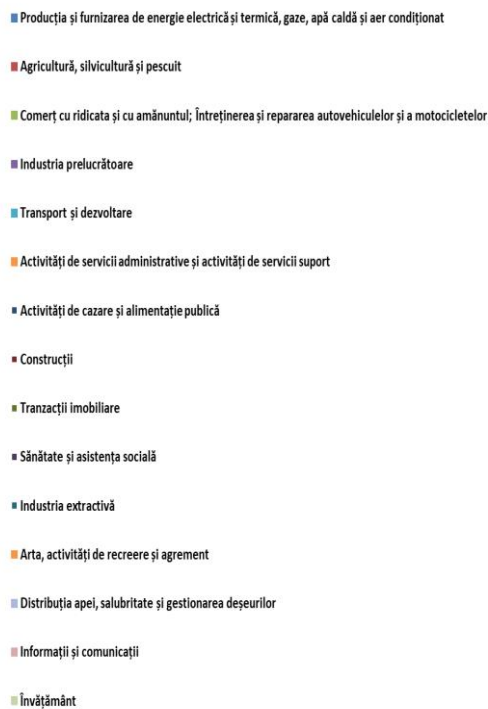 Producția și furnizarea de energie electrică și termică, gaze, apă caldă și aer condiționat
Agricultură, silvicultură și pescuit
Comerț cu ridicata și cu amănuntul; Întreținerea și repararea autovehiculelor și a motocicletelor
Industria prelucrătoare
Transport și dezvoltare
Activități de servicii administrative și activități de servicii suport
Activități de cazare și alimentație publică
Construcții
Tranzacții imobiliare
Sănătate și asistența socială
Industria extractivă
Arta, activități de recreere și agrement
Distribuția apei, salubritate și gestionarea deșeurilor
Informații și comunicații
Învățământ